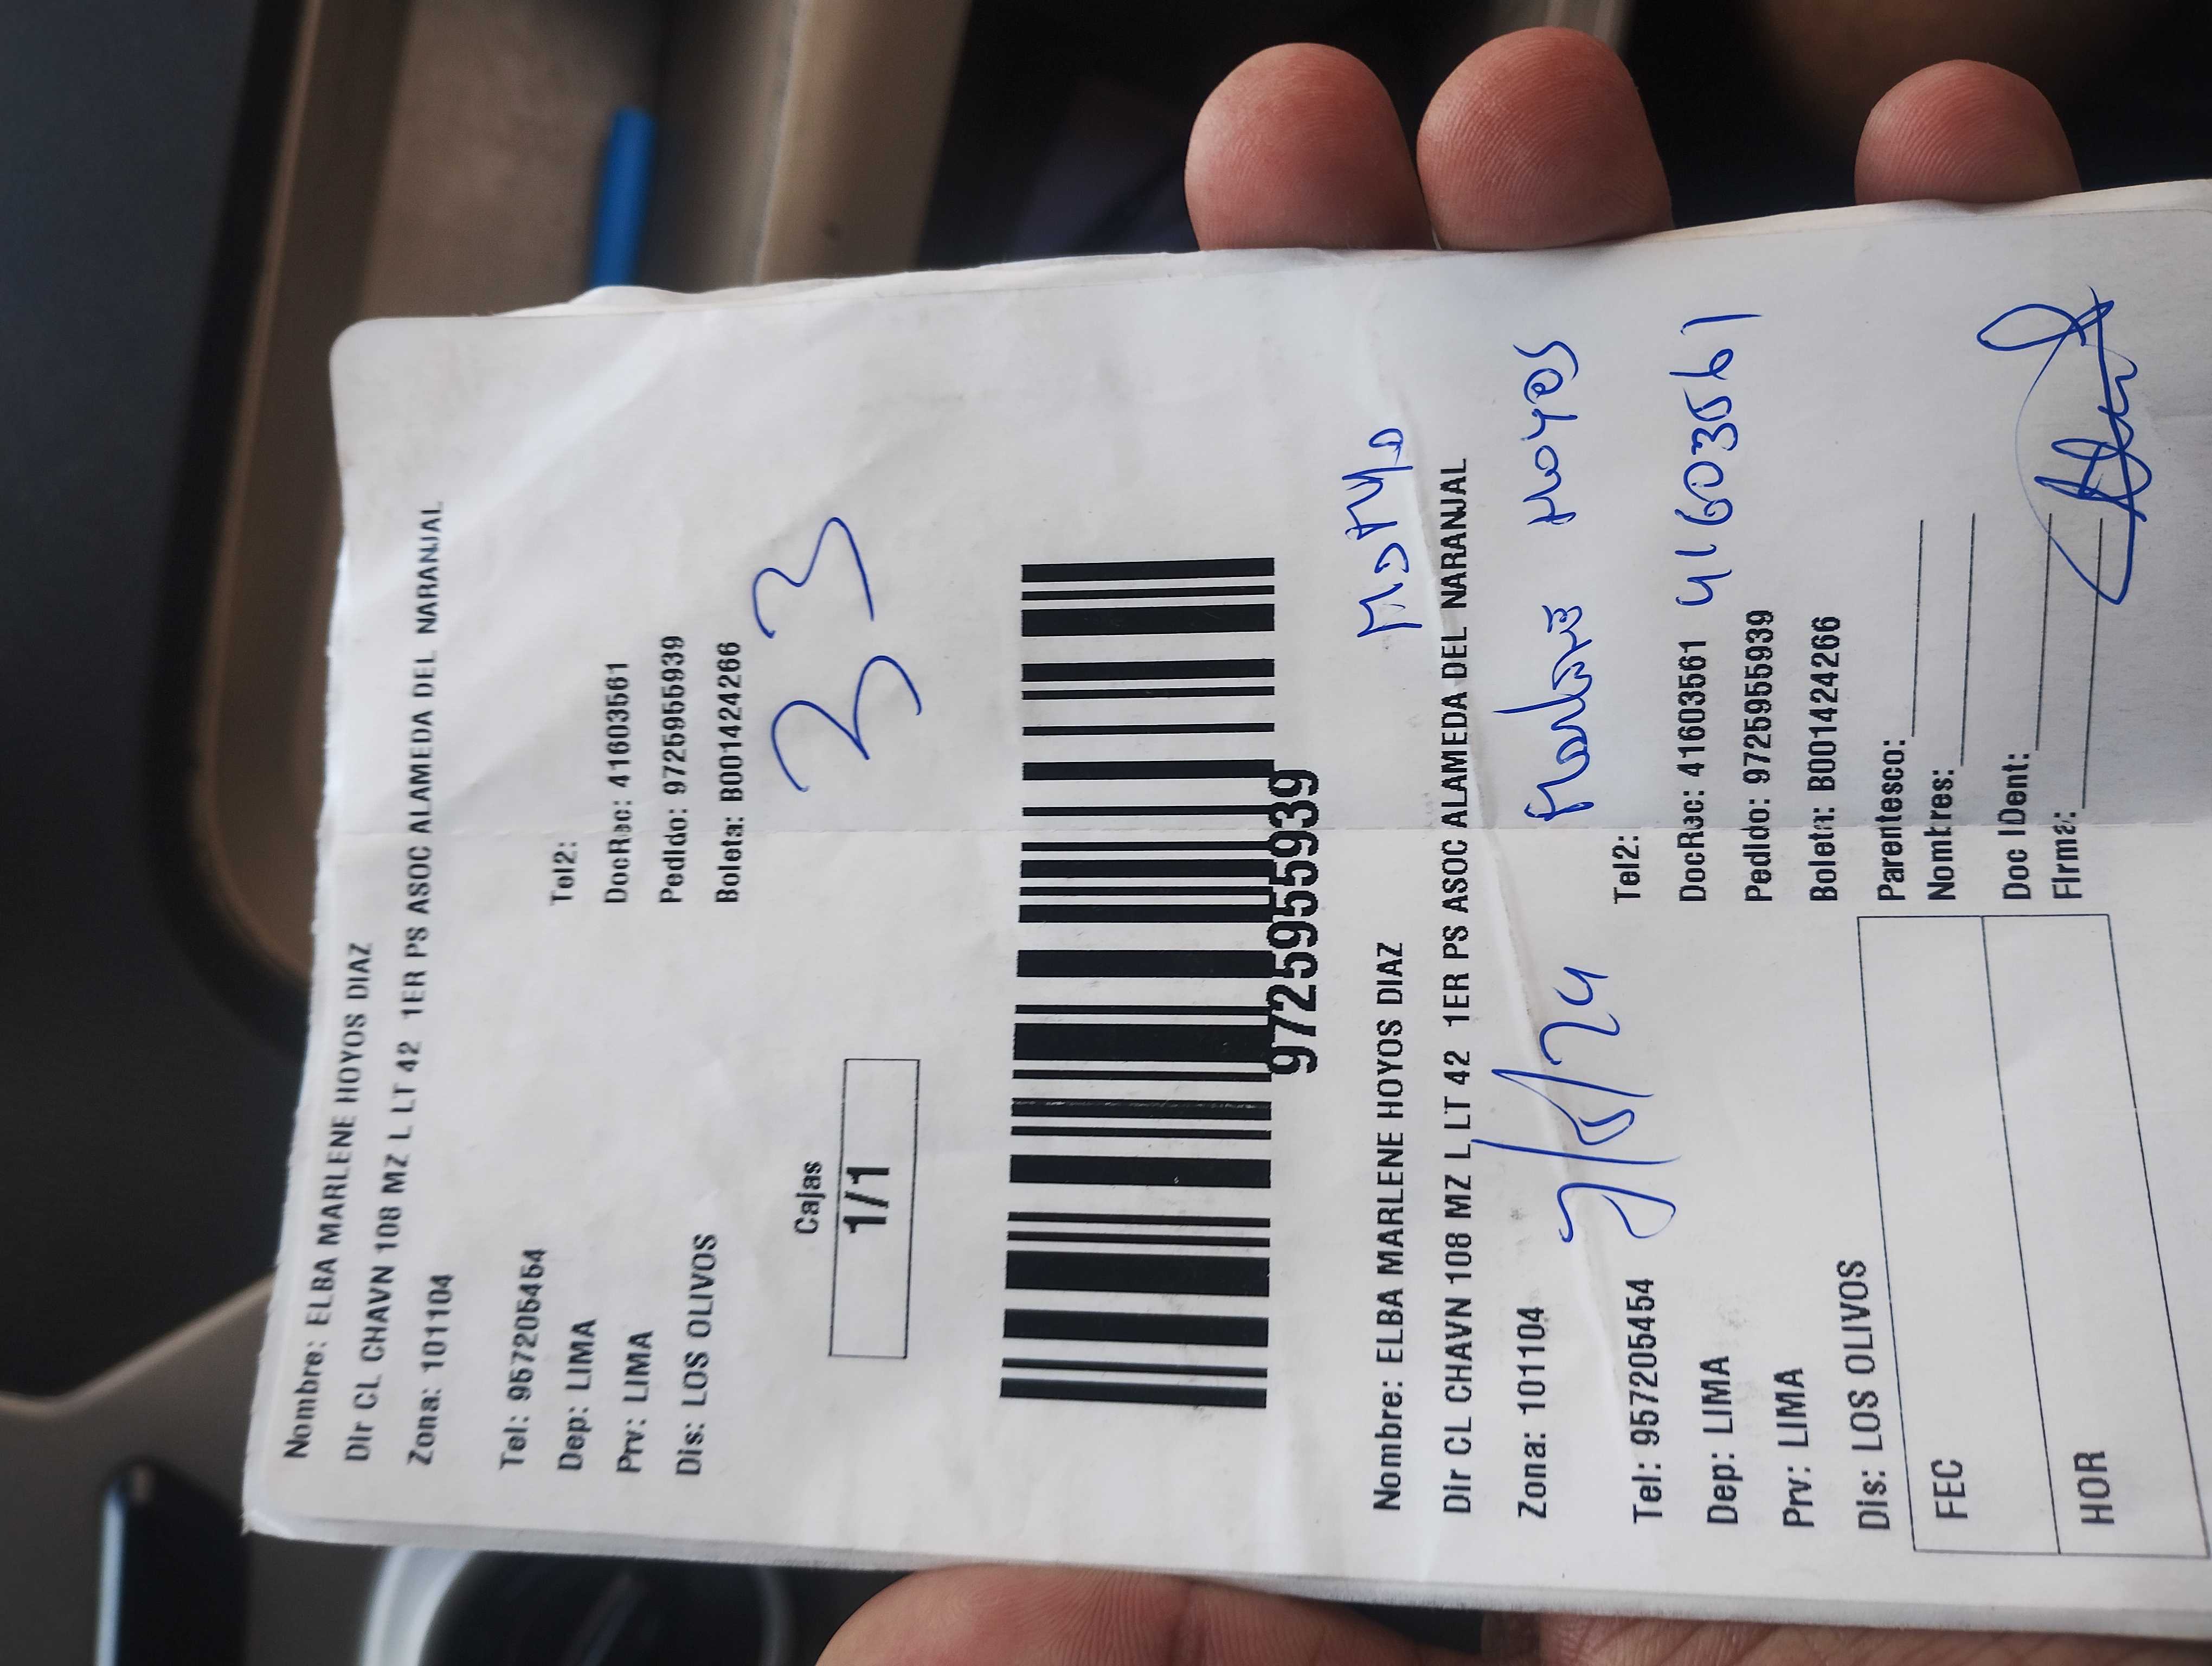 Nombre: ELBA MARLENE HOYOS DIAZ
Dir CL CHAVN 108 MZ L LT 42 1ER PS ASOC ALAMEDA DEL NARANJAL
Zona: 101104
Tel: 957205454 Tel2:
Dep: LIMA DocRec: 41603561
Prv: LIMA Pedido: 9725955939
Dis: LOS OLIVOS Boleta: B001424266
33
Cajas
1/1
9725955939
Nombre: ELBA MARLENE HOYOS DIAZ
Dir CL CHAVN 108 MZ L LT 42 1ER PS ASOC ALAMEDA DEL NARANJAL
Zona: 101104
Marlene Hoyos
Tel: 957205454 Tel2:
Dep: LIMA DocRec: 41603561 41603561
Prv: LIMA Pedido: 9725955939
Dis: LOS OLIVOS Boleta: B001424266
FEC
HOR
Parentesco:
Nombres:
Doc IDent:
Firma: